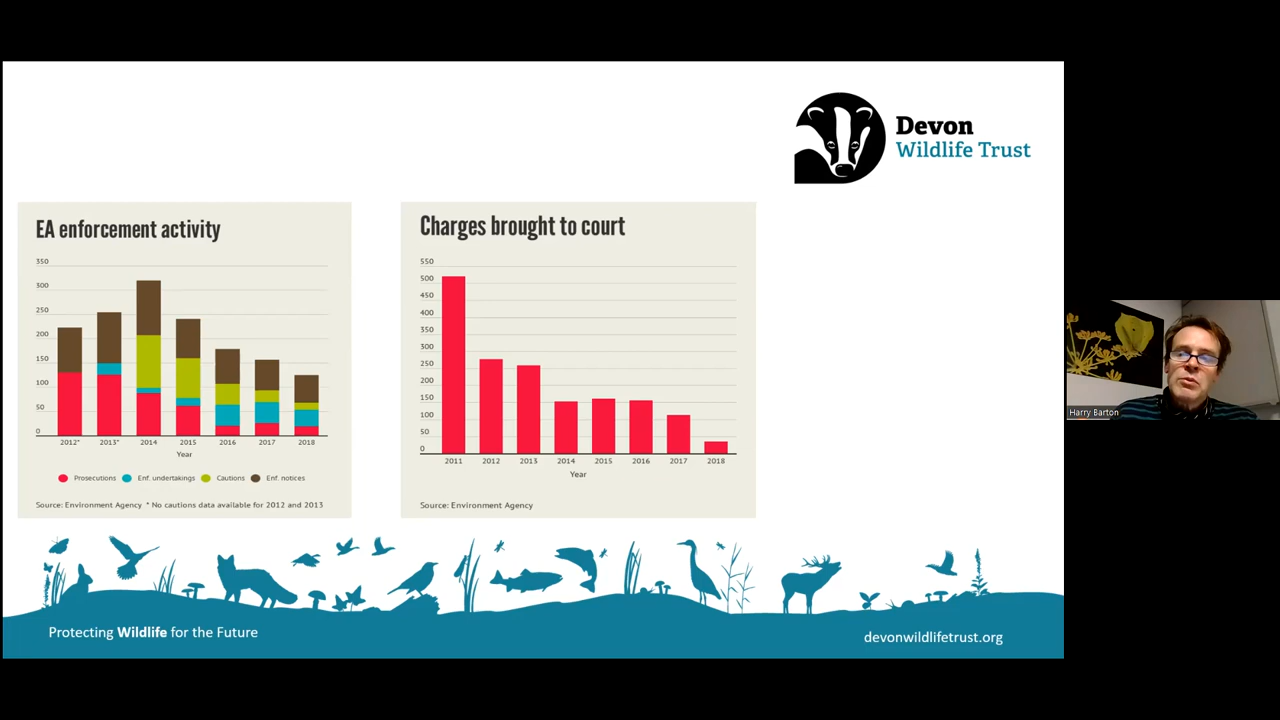 Devon
Wildlife Trust
EA enforcement activity
350
300
250
200
150
100
50
0
2012* 2013* 2014 2015 2016 2017 2018
Year
Prosecutions Enf. undertakings Cautions Enf. notices
Source: Environment Agency * No cautions data available for 2012 and 2013
Charges brought to court
550
500
450
400
350
300
250
200
150
100
50
0
2011 2012 2013 2014 2015 2016 2017 2018
Year
Source: Environment Agency
Harry Barton
Protecting Wildlife for the Future
devonwildlifetrust.org